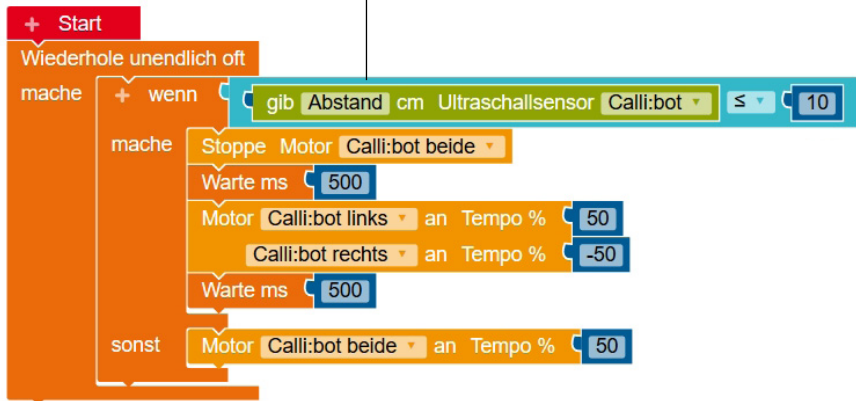 + Start
Wiederhole unendlich oft
mache + wenn gib Abstand cm Ultraschallsensor Calli:bot ≤ 10
mache Stoppe Motor Calli:bot beide
Warte ms 500
Motor Calli:bot links an Tempo % 50
Calli:bot rechts an Tempo % -50
Warte ms 500
sonst Motor Calli:bot beide an Tempo % 50